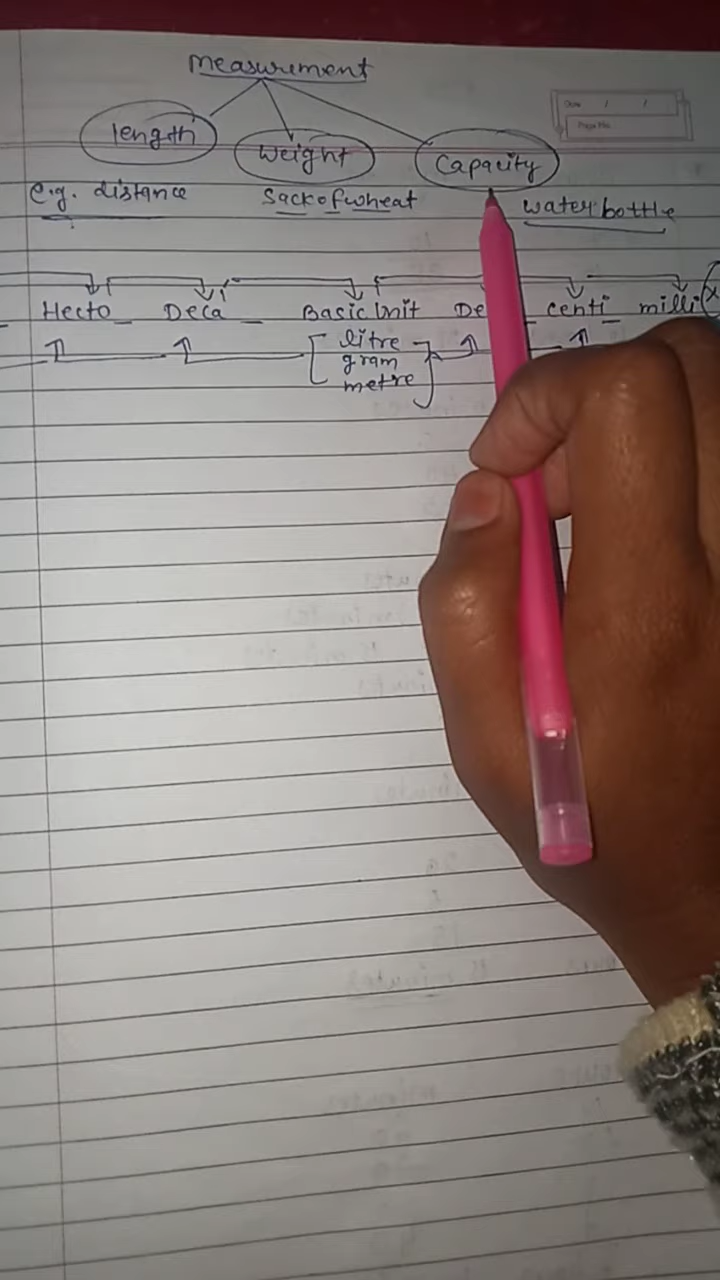 measurement
length weight capacity
e.g. distance Sack of wheat water bottle
Hecto Deca Basic Unit De centi milli (x
litre
gram
metre